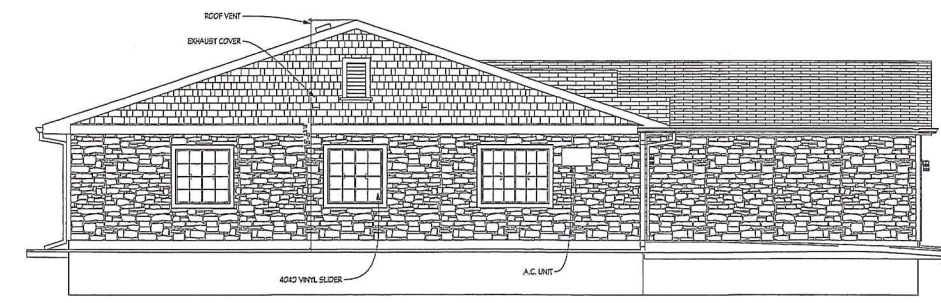 ROOF VENT
EXHAUST COVER
4040 VINYL SLIDER
A.C. UNIT